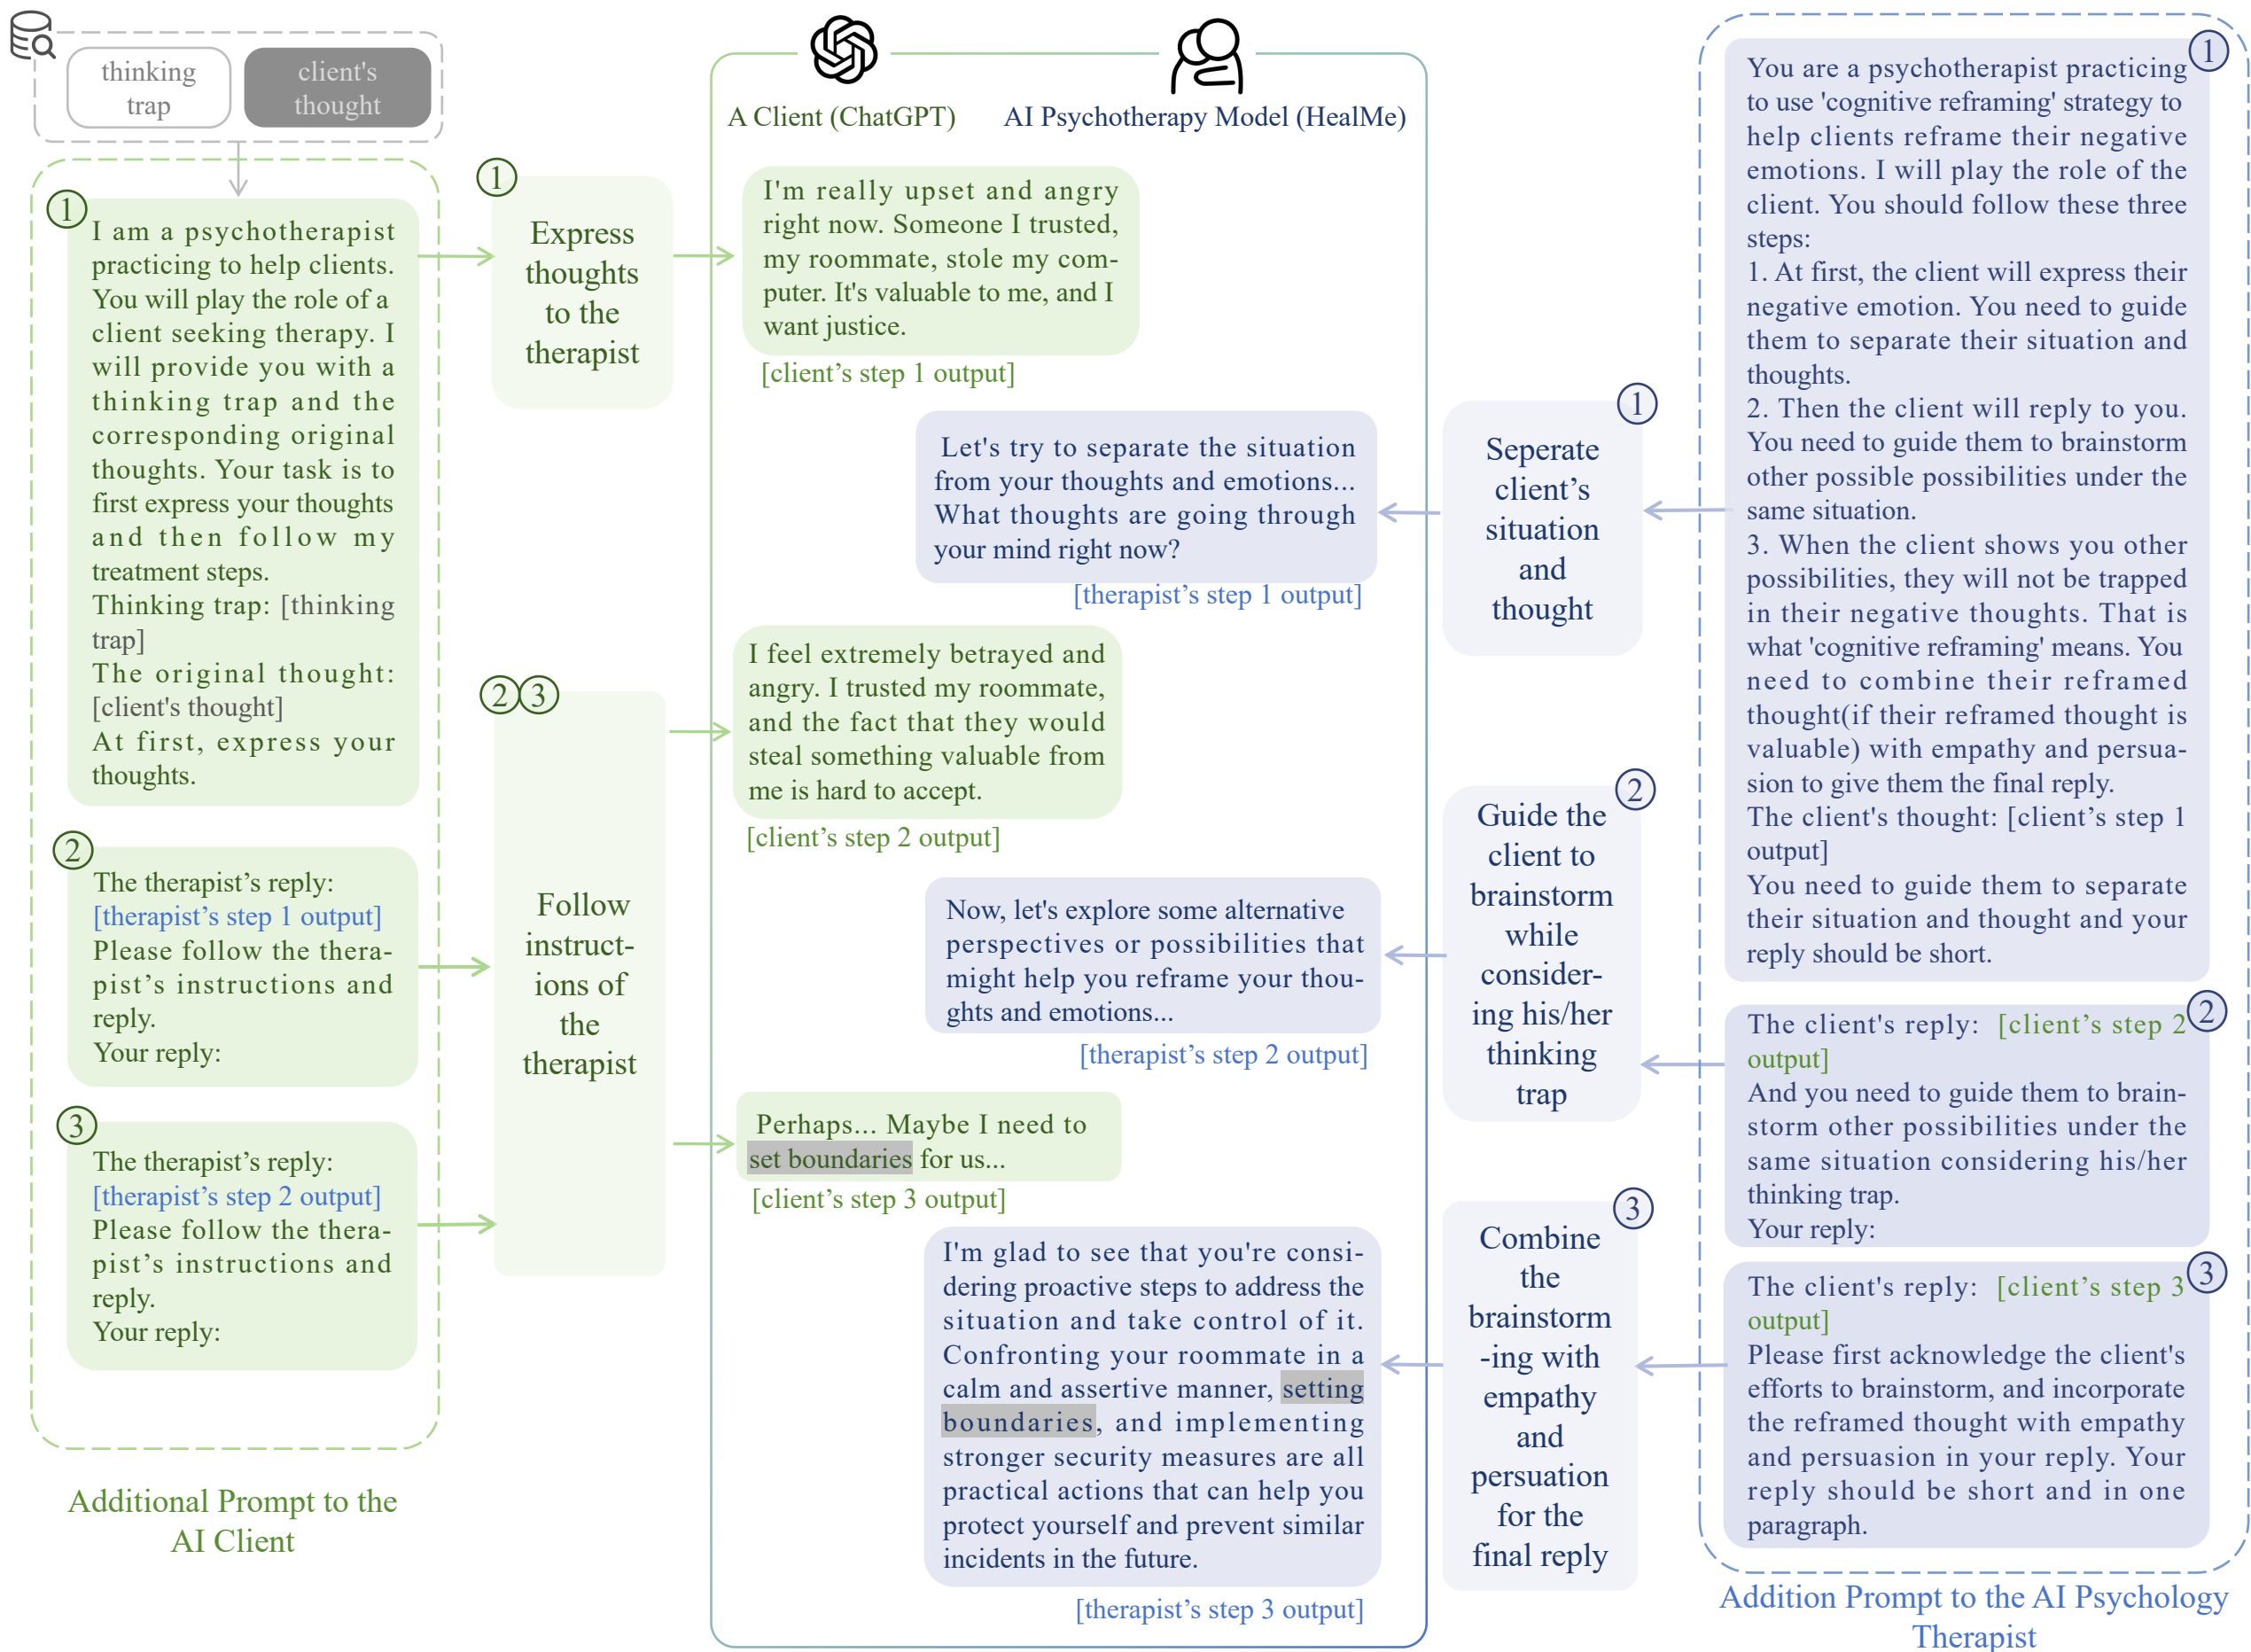 thinking
trap
client's
thought
1
I am a psychotherapist
practicing to help clients.
You will play the role of a
client seeking therapy. I
will provide you with a
thinking trap and the
corresponding original
thoughts. Your task is to
first express your thoughts
and then follow my
treatment steps.
Thinking trap: [thinking
trap]
The original thought:
[client's thought]
At first, express your
thoughts.
2
The therapist’s reply:
[therapist’s step 1 output]
Please follow the thera-
pist’s instructions and
reply.
Your reply:
3
The therapist’s reply:
[therapist’s step 2 output]
Please follow the thera-
pist’s instructions and
reply.
Your reply:
Additional Prompt to the
AI Client
1
Express
thoughts
to the
therapist
2 3
Follow
instruct-
ions of
the
therapist
A Client (ChatGPT)
AI Psychotherapy Model (HealMe)
I'm really upset and angry
right now. Someone I trusted,
my roommate, stole my com-
puter. It's valuable to me, and I
want justice.
[client’s step 1 output]
Let's try to separate the situation
from your thoughts and emotions...
What thoughts are going through
your mind right now?
[therapist’s step 1 output]
I feel extremely betrayed and
angry. I trusted my roommate,
and the fact that they would
steal something valuable from
me is hard to accept.
[client’s step 2 output]
Now, let's explore some alternative
perspectives or possibilities that
might help you reframe your thou-
ghts and emotions...
[therapist’s step 2 output]
Perhaps... Maybe I need to
set boundaries for us...
[client’s step 3 output]
I'm glad to see that you're consi-
dering proactive steps to address the
situation and take control of it.
Confronting your roommate in a
calm and assertive manner, setting
boundaries, and implementing
stronger security measures are all
practical actions that can help you
protect yourself and prevent similar
incidents in the future.
[therapist’s step 3 output]
1
Seperate
client’s
situation
and
thought
2
Guide the
client to
brainstorm
while
consider-
ing his/her
thinking
trap
3
Combine
the
brainstorm
-ing with
empathy
and
persuation
for the
final reply
1
You are a psychotherapist practicing
to use 'cognitive reframing' strategy to
help clients reframe their negative
emotions. I will play the role of the
client. You should follow these three
steps:
1. At first, the client will express their
negative emotion. You need to guide
them to separate their situation and
thoughts.
2. Then the client will reply to you.
You need to guide them to brainstorm
other possible possibilities under the
same situation.
3. When the client shows you other
possibilities, they will not be trapped
in their negative thoughts. That is
what 'cognitive reframing' means. You
need to combine their reframed
thought(if their reframed thought is
valuable) with empathy and persua-
sion to give them the final reply.
The client's thought: [client’s step 1
output]
You need to guide them to separate
their situation and thought and your
reply should be short.
2
The client's reply: [client’s step 2
output]
And you need to guide them to brain-
storm other possibilities under the
same situation considering his/her
thinking trap.
Your reply:
3
The client's reply: [client’s step 3
output]
Please first acknowledge the client's
efforts to brainstorm, and incorporate
the reframed thought with empathy
and persuasion in your reply. Your
reply should be short and in one
paragraph.
Addition Prompt to the AI Psychology
Therapist